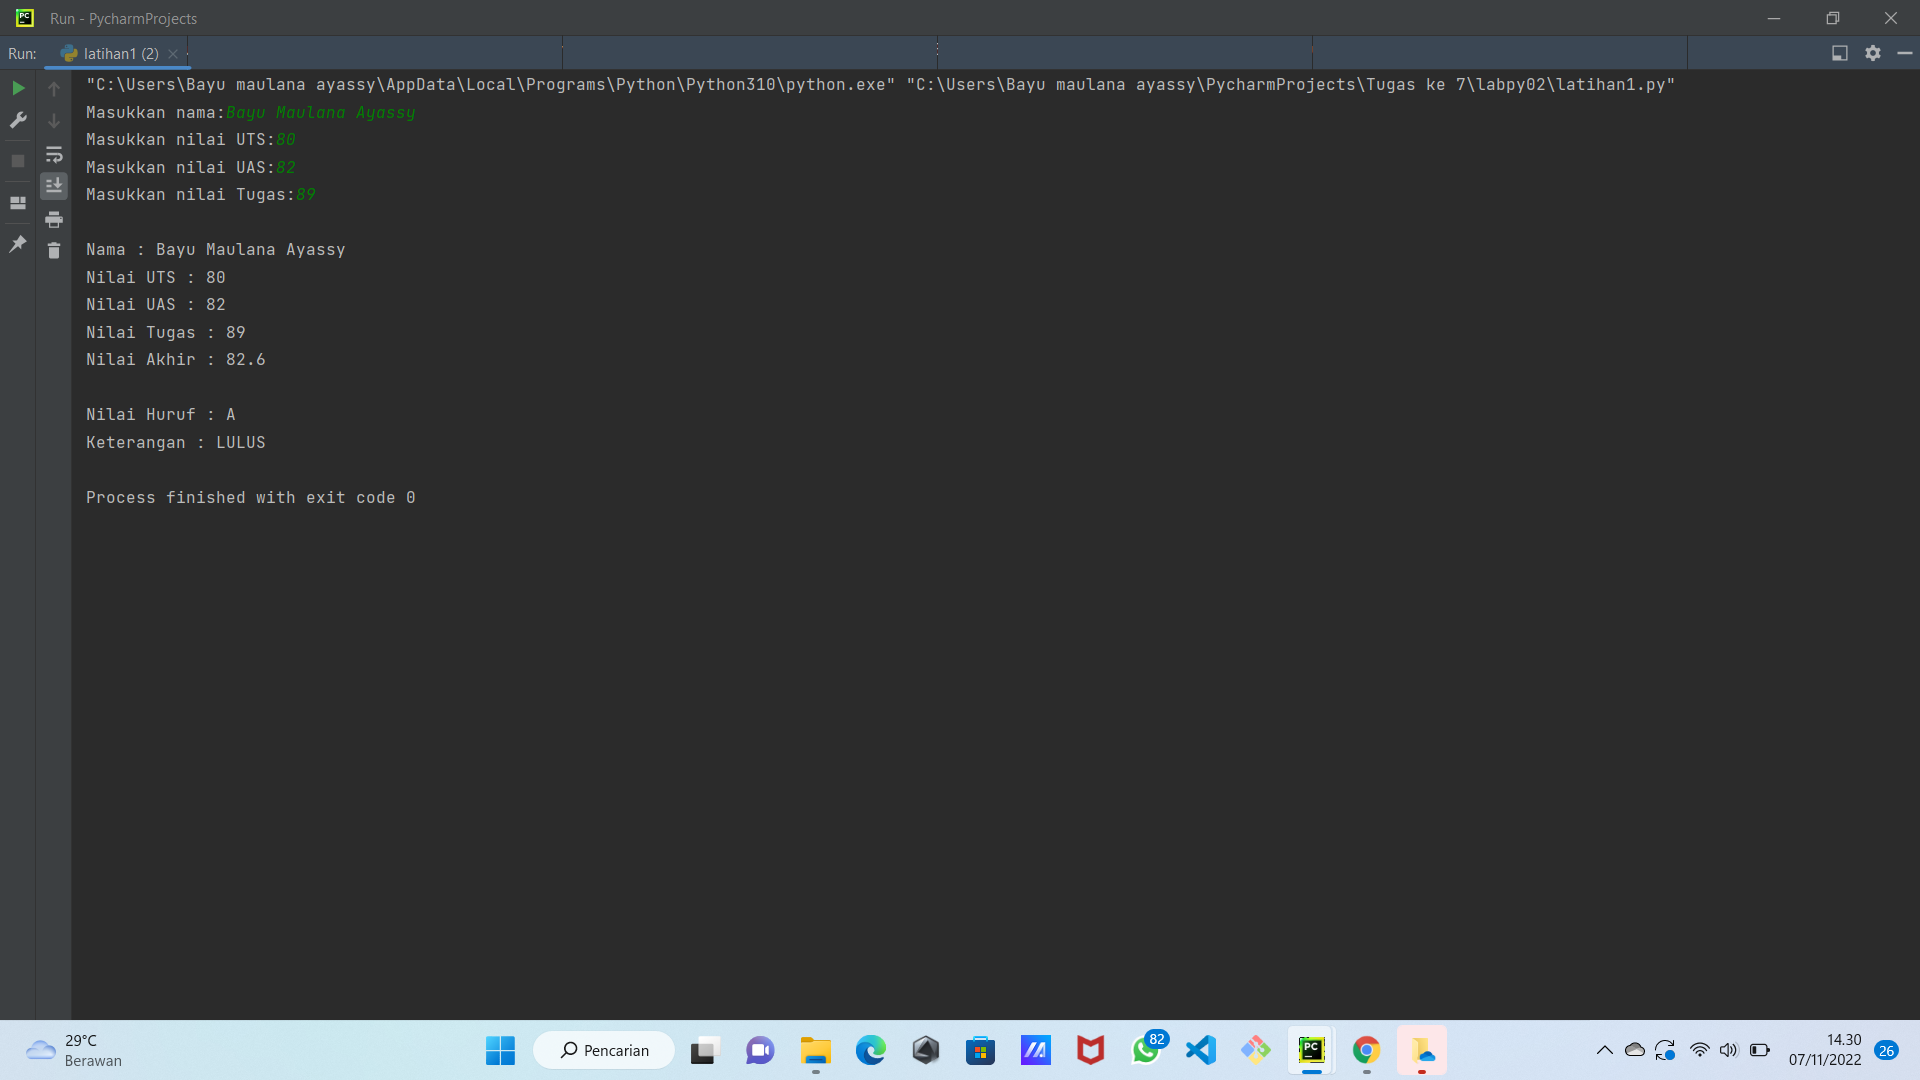 Run - PycharmProjects
Run: latihan1 (2)
"C:\Users\Bayu maulana ayassy\AppData\Local\Programs\Python\Python310\python.exe" "C:\Users\Bayu maulana ayassy\PycharmProjects\Tugas ke 7\labpy02\latihan1.py"
Masukkan nama:Bayu Maulana Ayassy
Masukkan nilai UTS:80
Masukkan nilai UAS:82
Masukkan nilai Tugas:89
Nama : Bayu Maulana Ayassy
Nilai UTS : 80
Nilai UAS : 82
Nilai Tugas : 89
Nilai Akhir : 82.6
Nilai Huruf : A
Keterangan : LULUS
Process finished with exit code 0
29°C
Berawan
Pencarian
PC
82
PC
14.30
07/11/2022
26